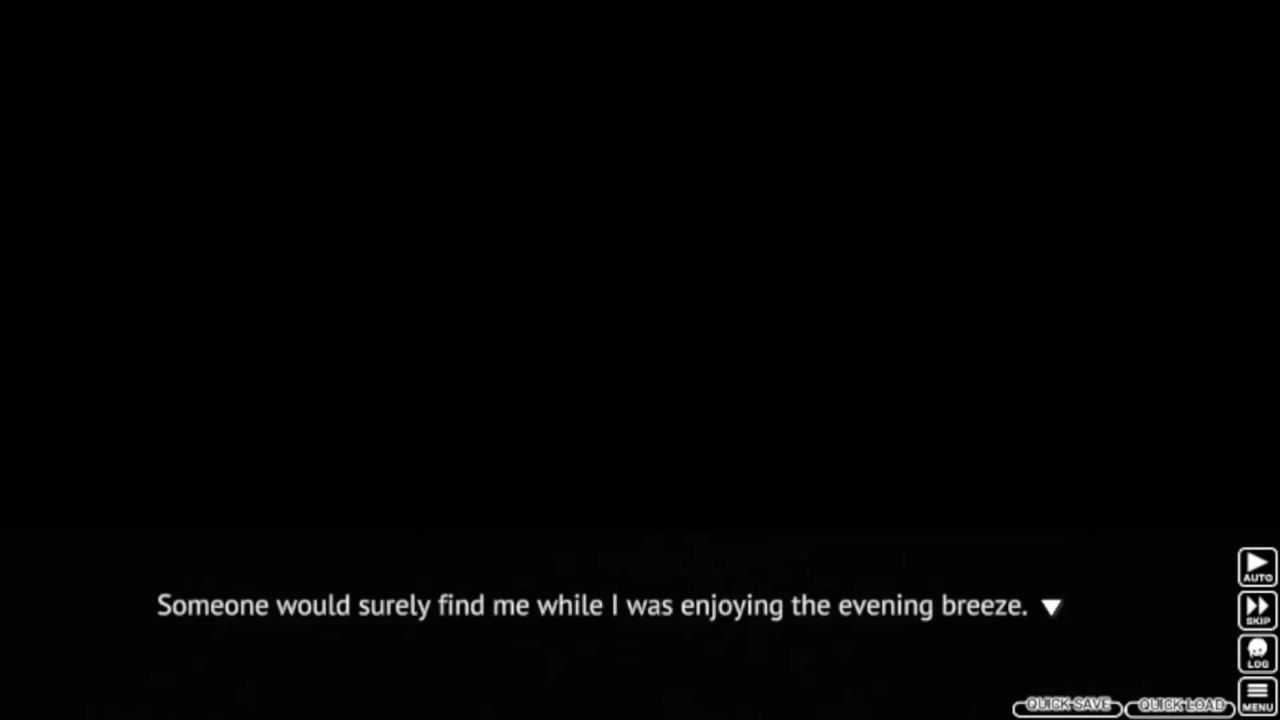 Someone would surely find me while I was enjoying the evening breeze.
AUTO
SKIP
LOG
QUICK SAVE
QUICK LOAD
MENU